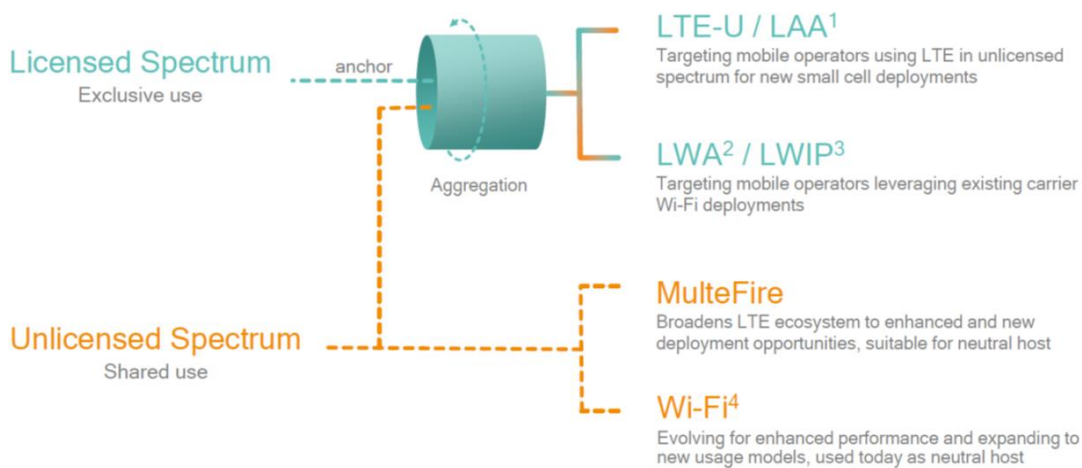 Licensed Spectrum
Exclusive use
anchor
Aggregation
LTE-U / LAA¹
Targeting mobile operators using LTE in unlicensed
spectrum for new small cell deployments
LWA² / LWIP³
Targeting mobile operators leveraging existing carrier
Wi-Fi deployments
Unlicensed Spectrum
Shared use
MulteFire
Broadens LTE ecosystem to enhanced and new
deployment opportunities, suitable for neutral host
Wi-Fi⁴
Evolving for enhanced performance and expanding to
new usage models, used today as neutral host